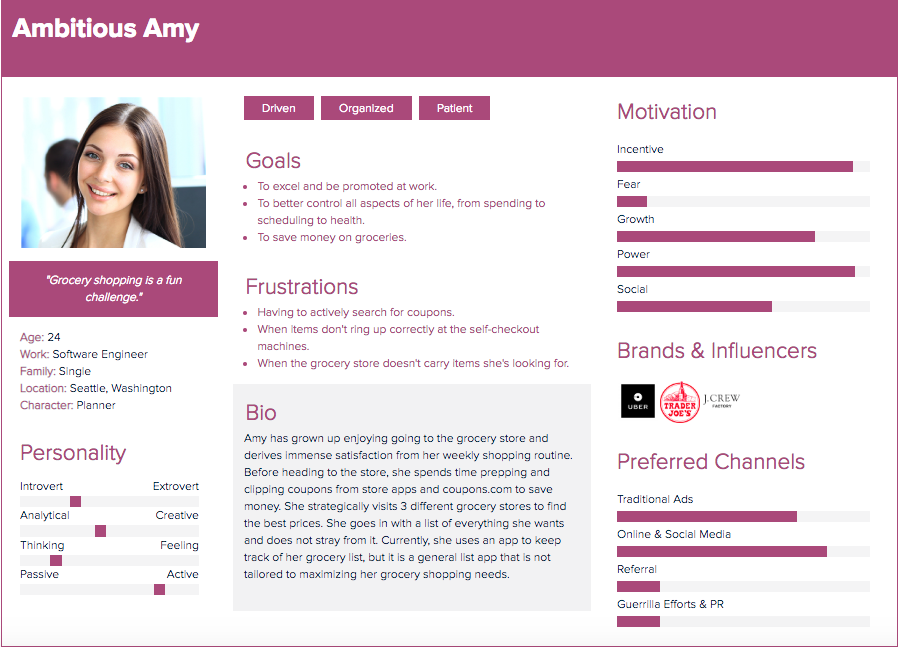 Ambitious Amy
"Grocery shopping is a fun
challenge."
Age: 24
Work: Software Engineer
Family: Single
Location: Seattle, Washington
Character: Planner
Personality
Introvert Extrovert
Analytical Creative
Thinking Feeling
Passive Active
Driven Organized Patient
Goals
To excel and be promoted at work.
To better control all aspects of her life, from spending to
scheduling to health.
To save money on groceries.
Frustrations
Having to actively search for coupons.
When items don't ring up correctly at the self-checkout
machines.
When the grocery store doesn't carry items she's looking for.
Bio
Amy has grown up enjoying going to the grocery store and
derives immense satisfaction from her weekly shopping routine.
Before heading to the store, she spends time prepping and
clipping coupons from store apps and coupons.com to save
money. She strategically visits 3 different grocery stores to find
the best prices. She goes in with a list of everything she wants
and does not stray from it. Currently, she uses an app to keep
track of her grocery list, but it is a general list app that is not
tailored to maximizing her grocery shopping needs.
Motivation
Incentive
Fear
Growth
Power
Social
Brands & Influencers
UBER
TRADER
JOE'S
J.CREW
FACTORY
Preferred Channels
Traditional Ads
Online & Social Media
Referral
Guerrilla Efforts & PR